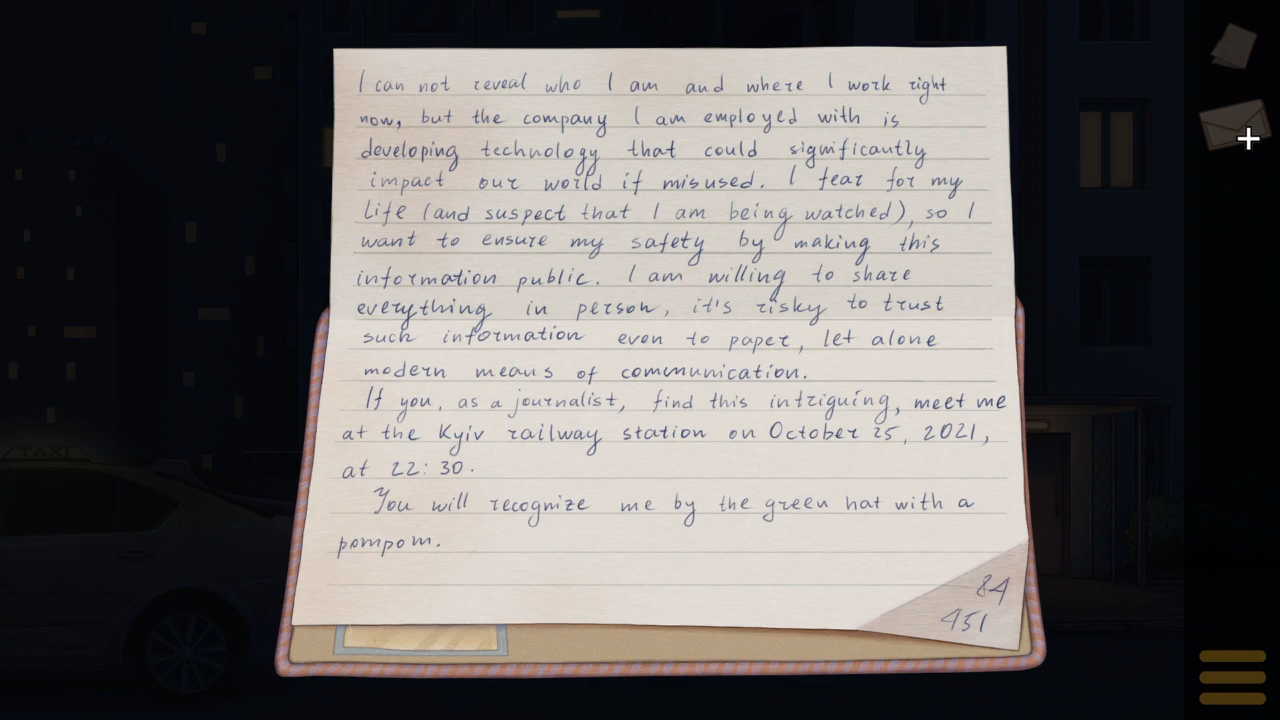 I can not reveal who I am and where I work right
now, but the company I am employed with is
developing technology that could significantly
impact our world if misused. I fear for my
life (and suspect that I am being watched), so I
want to ensure my safety by making this
information public. I am willing to share
everything in person, it's risky to trust
such information even to paper, let alone
modern means of communication.
If you, as a journalist, find this intriguing, meet me
at the Kyiv railway station on October 25, 2021,
at 22:30.
You will recognize me by the green hat with a
pompom.
84
451
TAXI